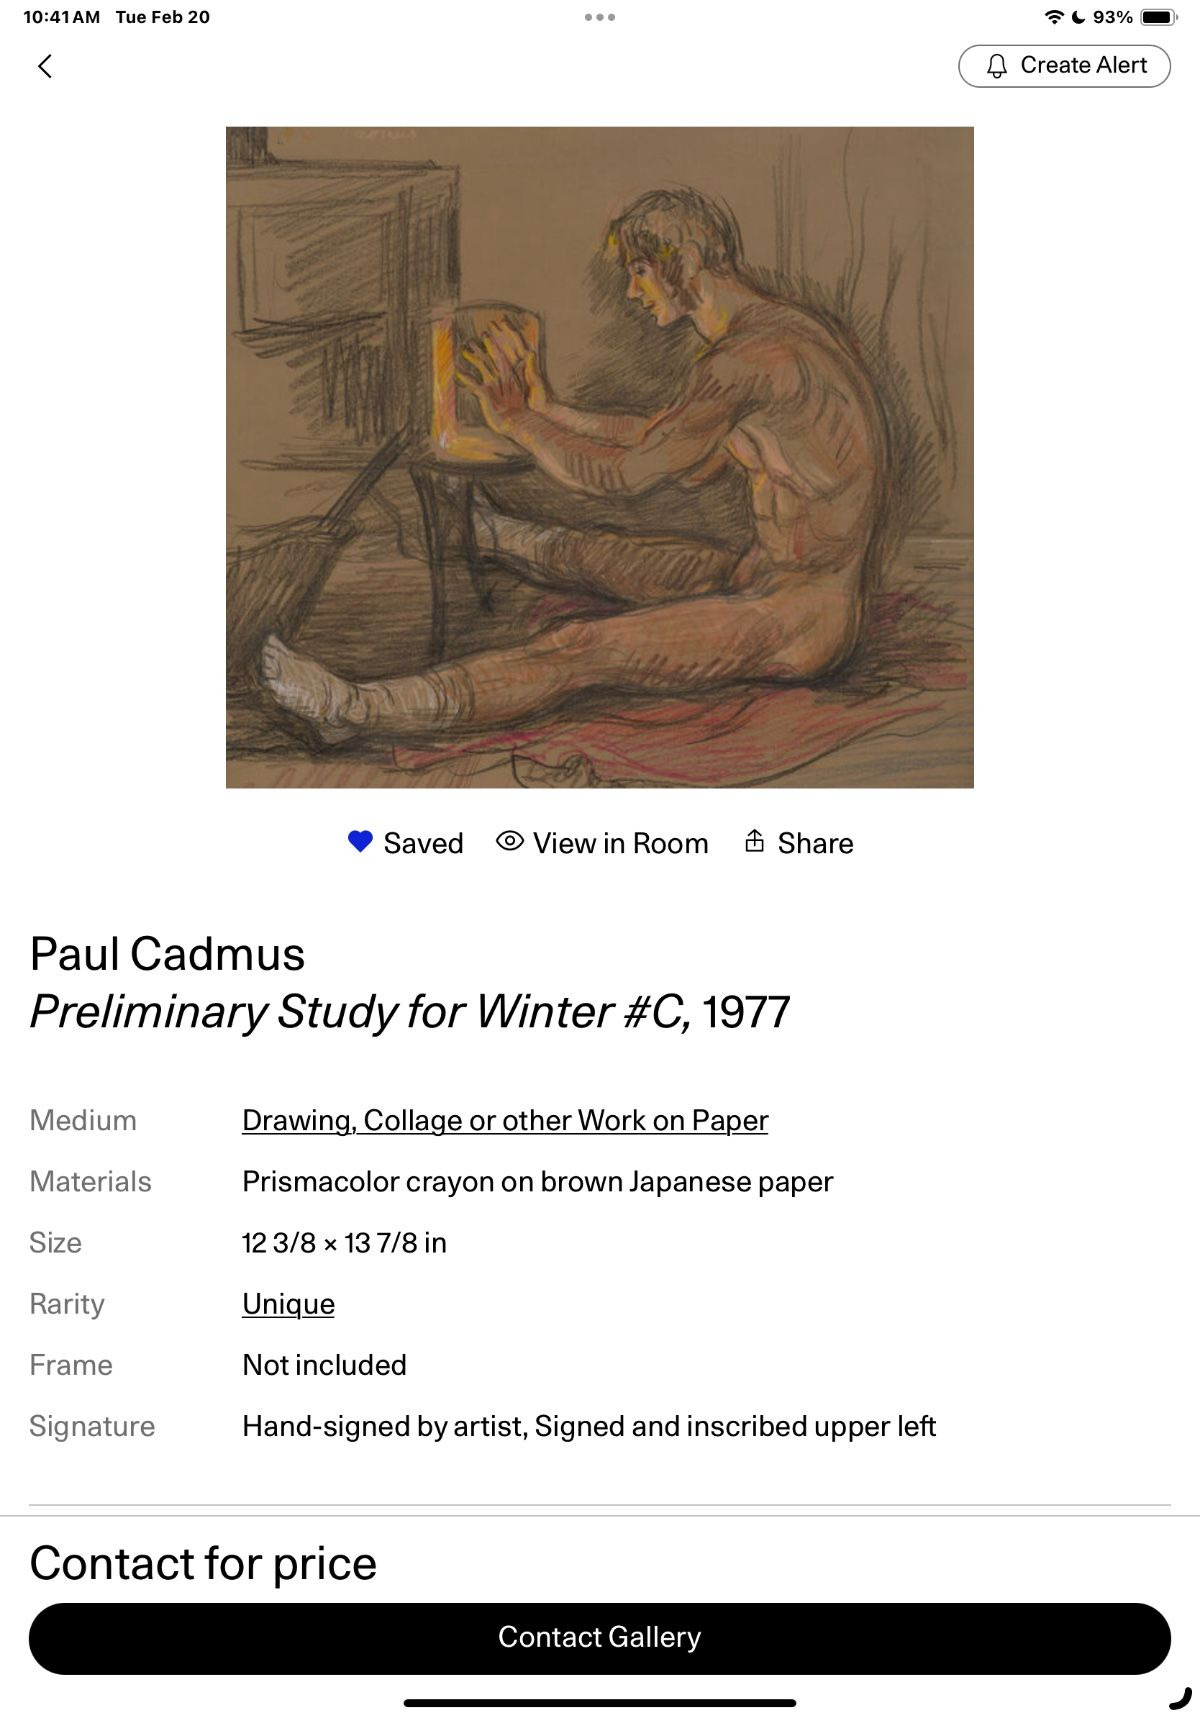 10:41 AM Tue Feb 20
93%
Create Alert
Saved
View in Room
Share
Paul Cadmus
Preliminary Study for Winter #C, 1977
Medium Drawing, Collage or other Work on Paper
Materials Prismacolor crayon on brown Japanese paper
Size 12 3/8 × 13 7/8 in
Rarity Unique
Frame Not included
Signature Hand-signed by artist, Signed and inscribed upper left
Contact for price
Contact Gallery